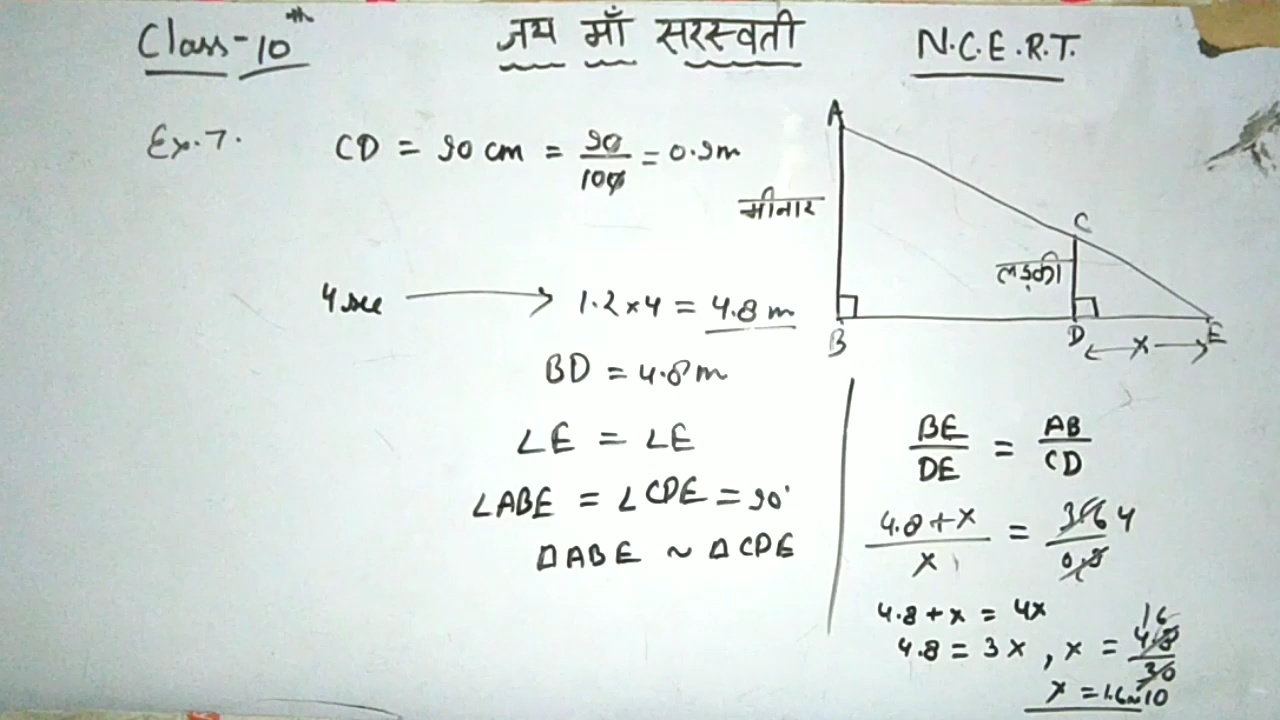 Class-10th जय माँ सरस्वती N.C.E.R.T.
Ex.7. CD = 90 cm = 90/100 = 0.9m
A
मीनार
C
लड़की
B D E
x
4 sec → 1.2×4 = 4.8 m
BD = 4.8m
∠E = ∠E
∠ABE = ∠CDE = 90°
△ABE ~ △CDE
BE/DE = AB/CD
4.8+x/x = 3.6/0.9 4
4.8+x = 4x
4.8 = 3x, x = 4.8/30 16
x = 1.6m 10